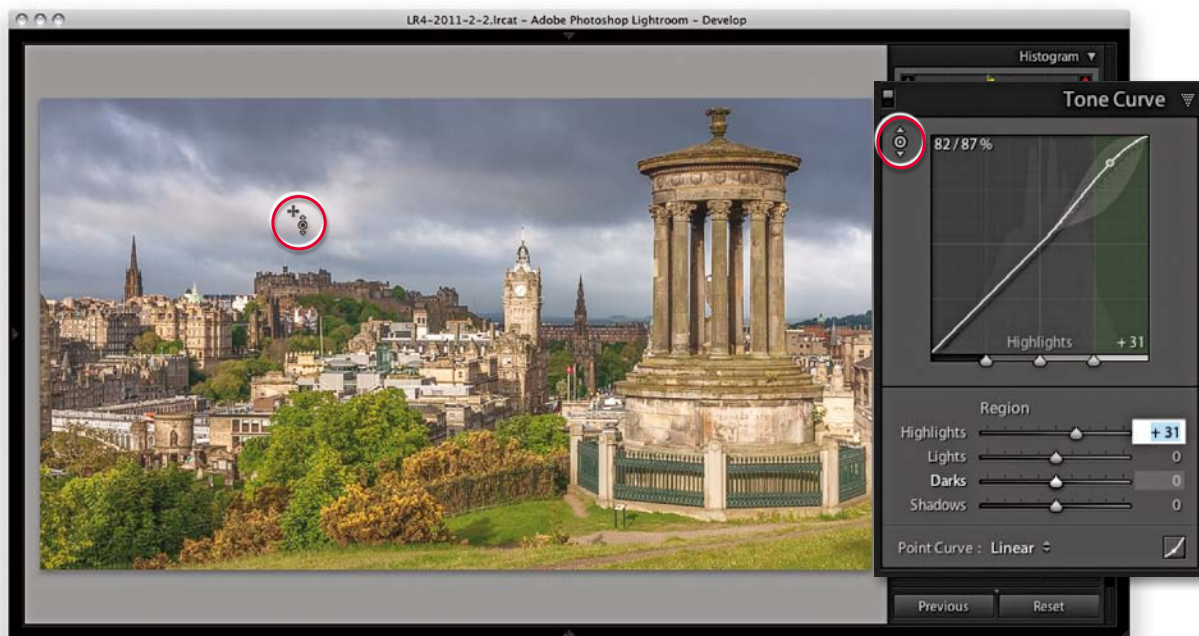 LR4-2011-2-2.lrcat – Adobe Photoshop Lightroom – Develop
Histogram
Tone Curve
82 / 87 %
Highlights + 31
Region
Highlights + 31
Lights 0
Darks 0
Shadows 0
Point Curve : Linear
Previous Reset